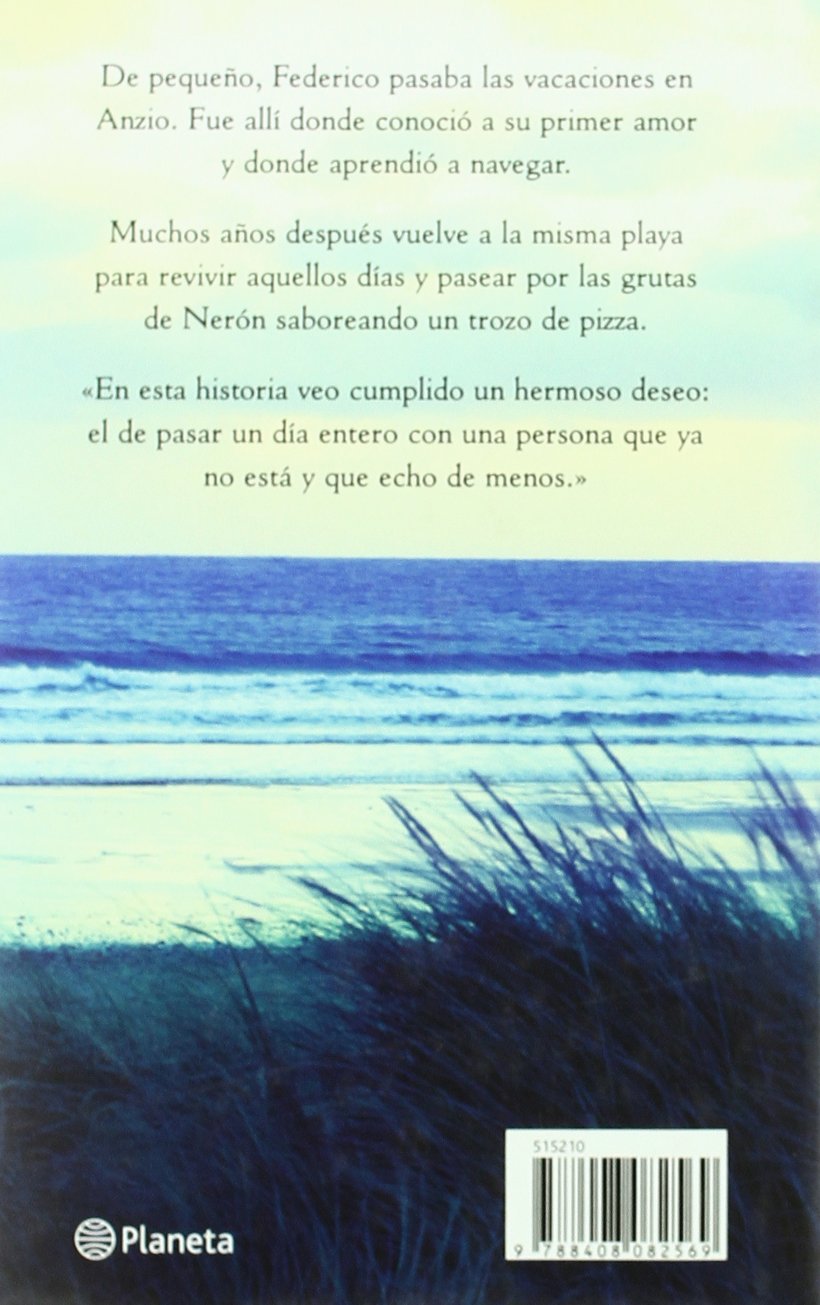 De pequeño, Federico pasaba las vacaciones en
Anzio. Fue allí donde conoció a su primer amor
y donde aprendió a navegar.
Muchos años después vuelve a la misma playa
para revivir aquellos días y pasear por las grutas
de Nerón saboreando un trozo de pizza.
«En esta historia veo cumplido un hermoso deseo:
el de pasar un día entero con una persona que ya
no está y que echo de menos.»
515210
9 788408 082569
Planeta